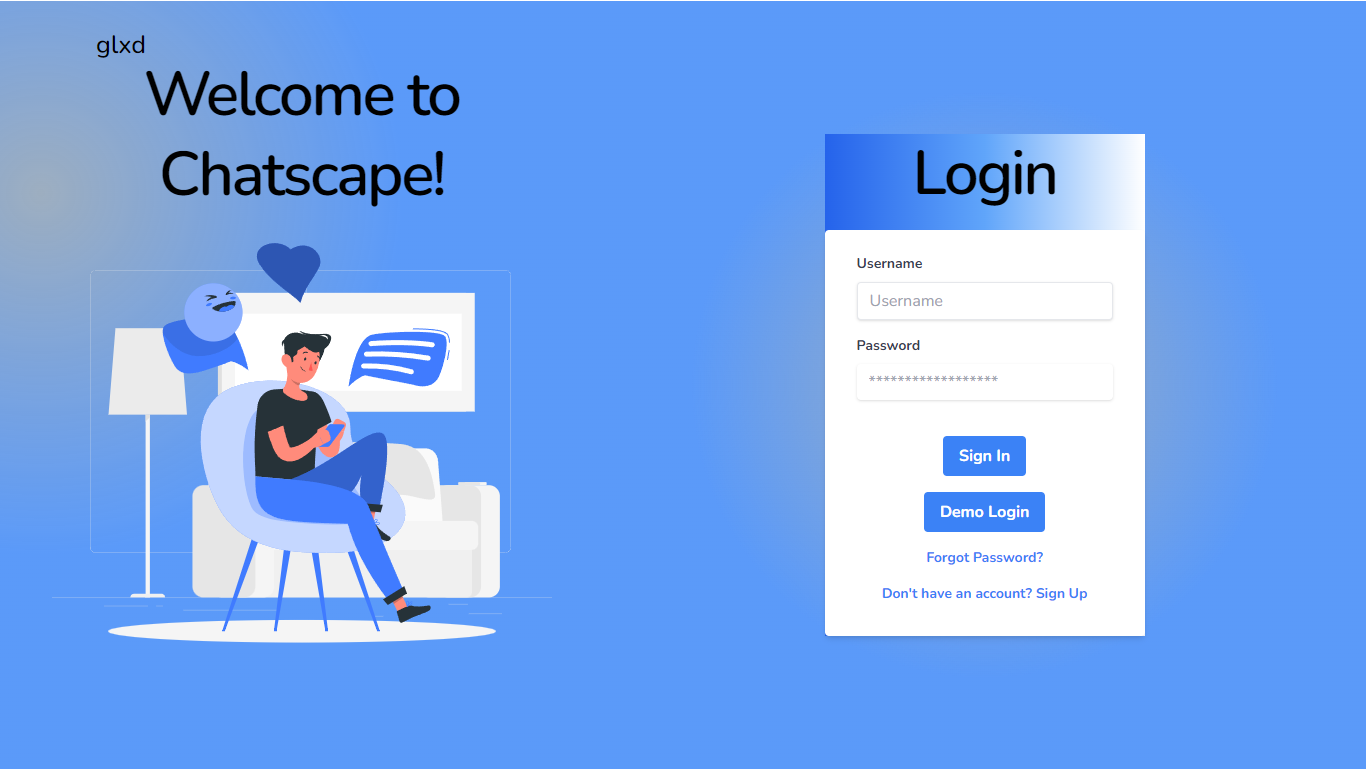 glxd
Welcome to
Chatscape!
Login
Username
Username
Password
******************
Sign In
Demo Login
Forgot Password?
Don't have an account? Sign Up